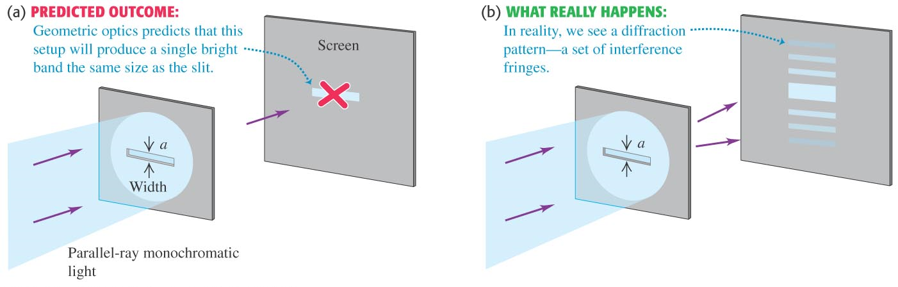 (a) PREDICTED OUTCOME:
Geometric optics predicts that this
setup will produce a single bright
band the same size as the slit.
Screen
a
Width
Parallel-ray monochromatic
light
(b) WHAT REALLY HAPPENS:
In reality, we see a diffraction
pattern—a set of interference
fringes.
a